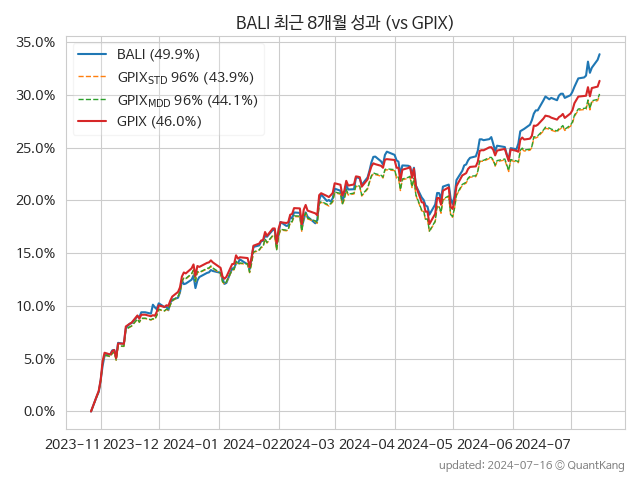 BALI 최근 8개월 성과 (vs GPIX)
35.0%
30.0%
25.0%
20.0%
15.0%
10.0%
5.0%
0.0%
BALI (49.9%)
GPIX_STD 96% (43.9%)
GPIX_MDD 96% (44.1%)
GPIX (46.0%)
2023-11 2023-12 2024-01 2024-02 2024-03 2024-04 2024-05 2024-06 2024-07
updated: 2024-07-16 © QuantKang